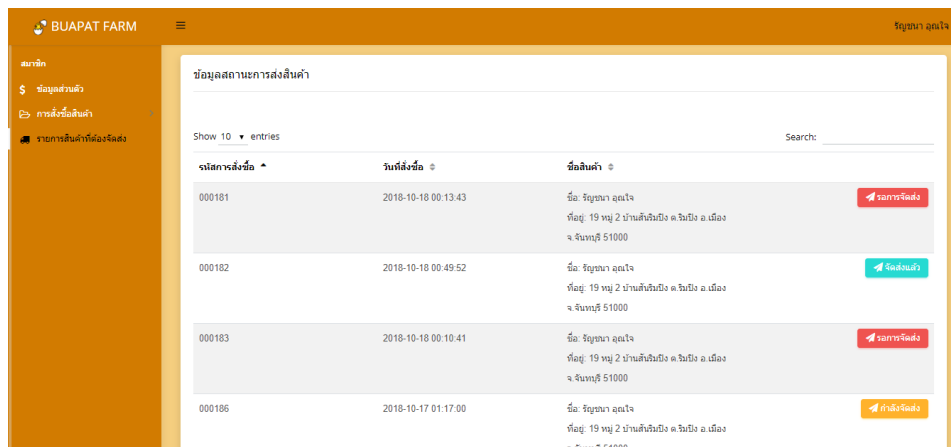 BUAPAT FARM
รัญชนา อุณใจ
สมาชิก
ข้อมูลส่วนตัว
การสั่งซื้อสินค้า
รายการสินค้าที่ต้องจัดส่ง
ข้อมูลสถานะการส่งสินค้า
Show 10 entries
Search:
รหัสการสั่งซื้อ วันที่สั่งซื้อ ชื่อสินค้า
000181 2018-10-18 00:13:43 ชื่อ: รัญชนา อุณใจ รอการจัดส่ง
ที่อยู่: 19 หมู่ 2 บ้านสันริมปิง ต.ริมปิง อ.เมือง
จ.จันทบุรี 51000
000182 2018-10-18 00:49:52 ชื่อ: รัญชนา อุณใจ จัดส่งแล้ว
ที่อยู่: 19 หมู่ 2 บ้านสันริมปิง ต.ริมปิง อ.เมือง
จ.จันทบุรี 51000
000183 2018-10-18 00:10:41 ชื่อ: รัญชนา อุณใจ รอการจัดส่ง
ที่อยู่: 19 หมู่ 2 บ้านสันริมปิง ต.ริมปิง อ.เมือง
จ.จันทบุรี 51000
000186 2018-10-17 01:17:00 ชื่อ: รัญชนา อุณใจ กำลังจัดส่ง
ที่อยู่: 19 หมู่ 2 บ้านสันริมปิง ต.ริมปิง อ.เมือง